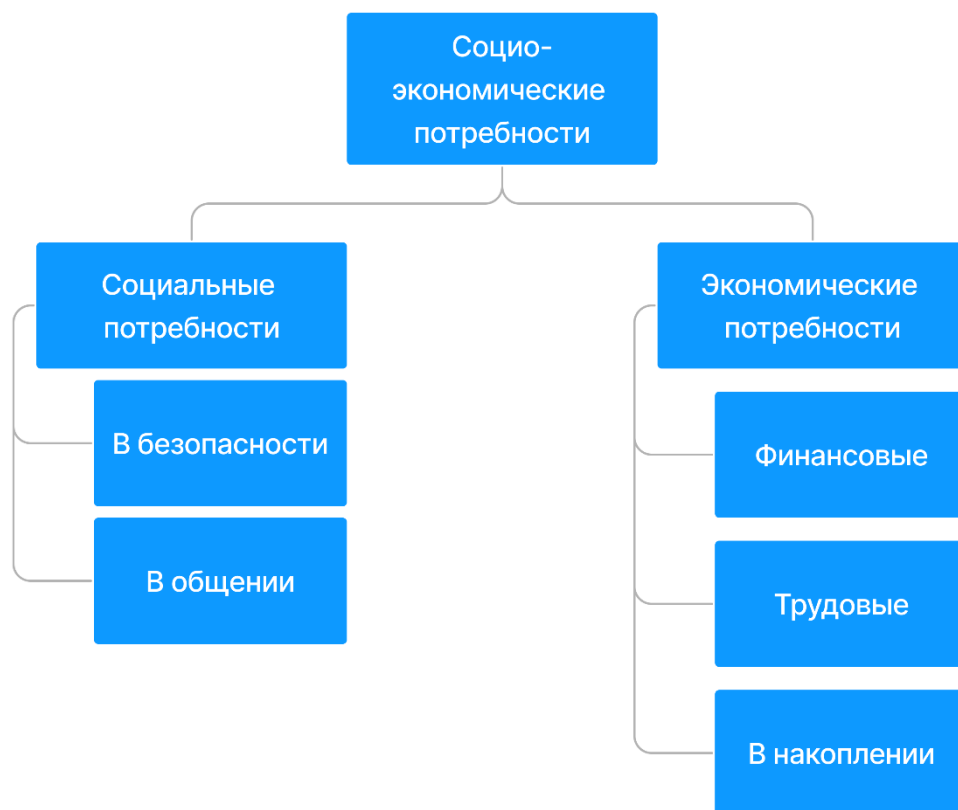 Социо-
экономические
потребности
Социальные
потребности
В безопасности
В общении
Экономические
потребности
Финансовые
Трудовые
В накоплении